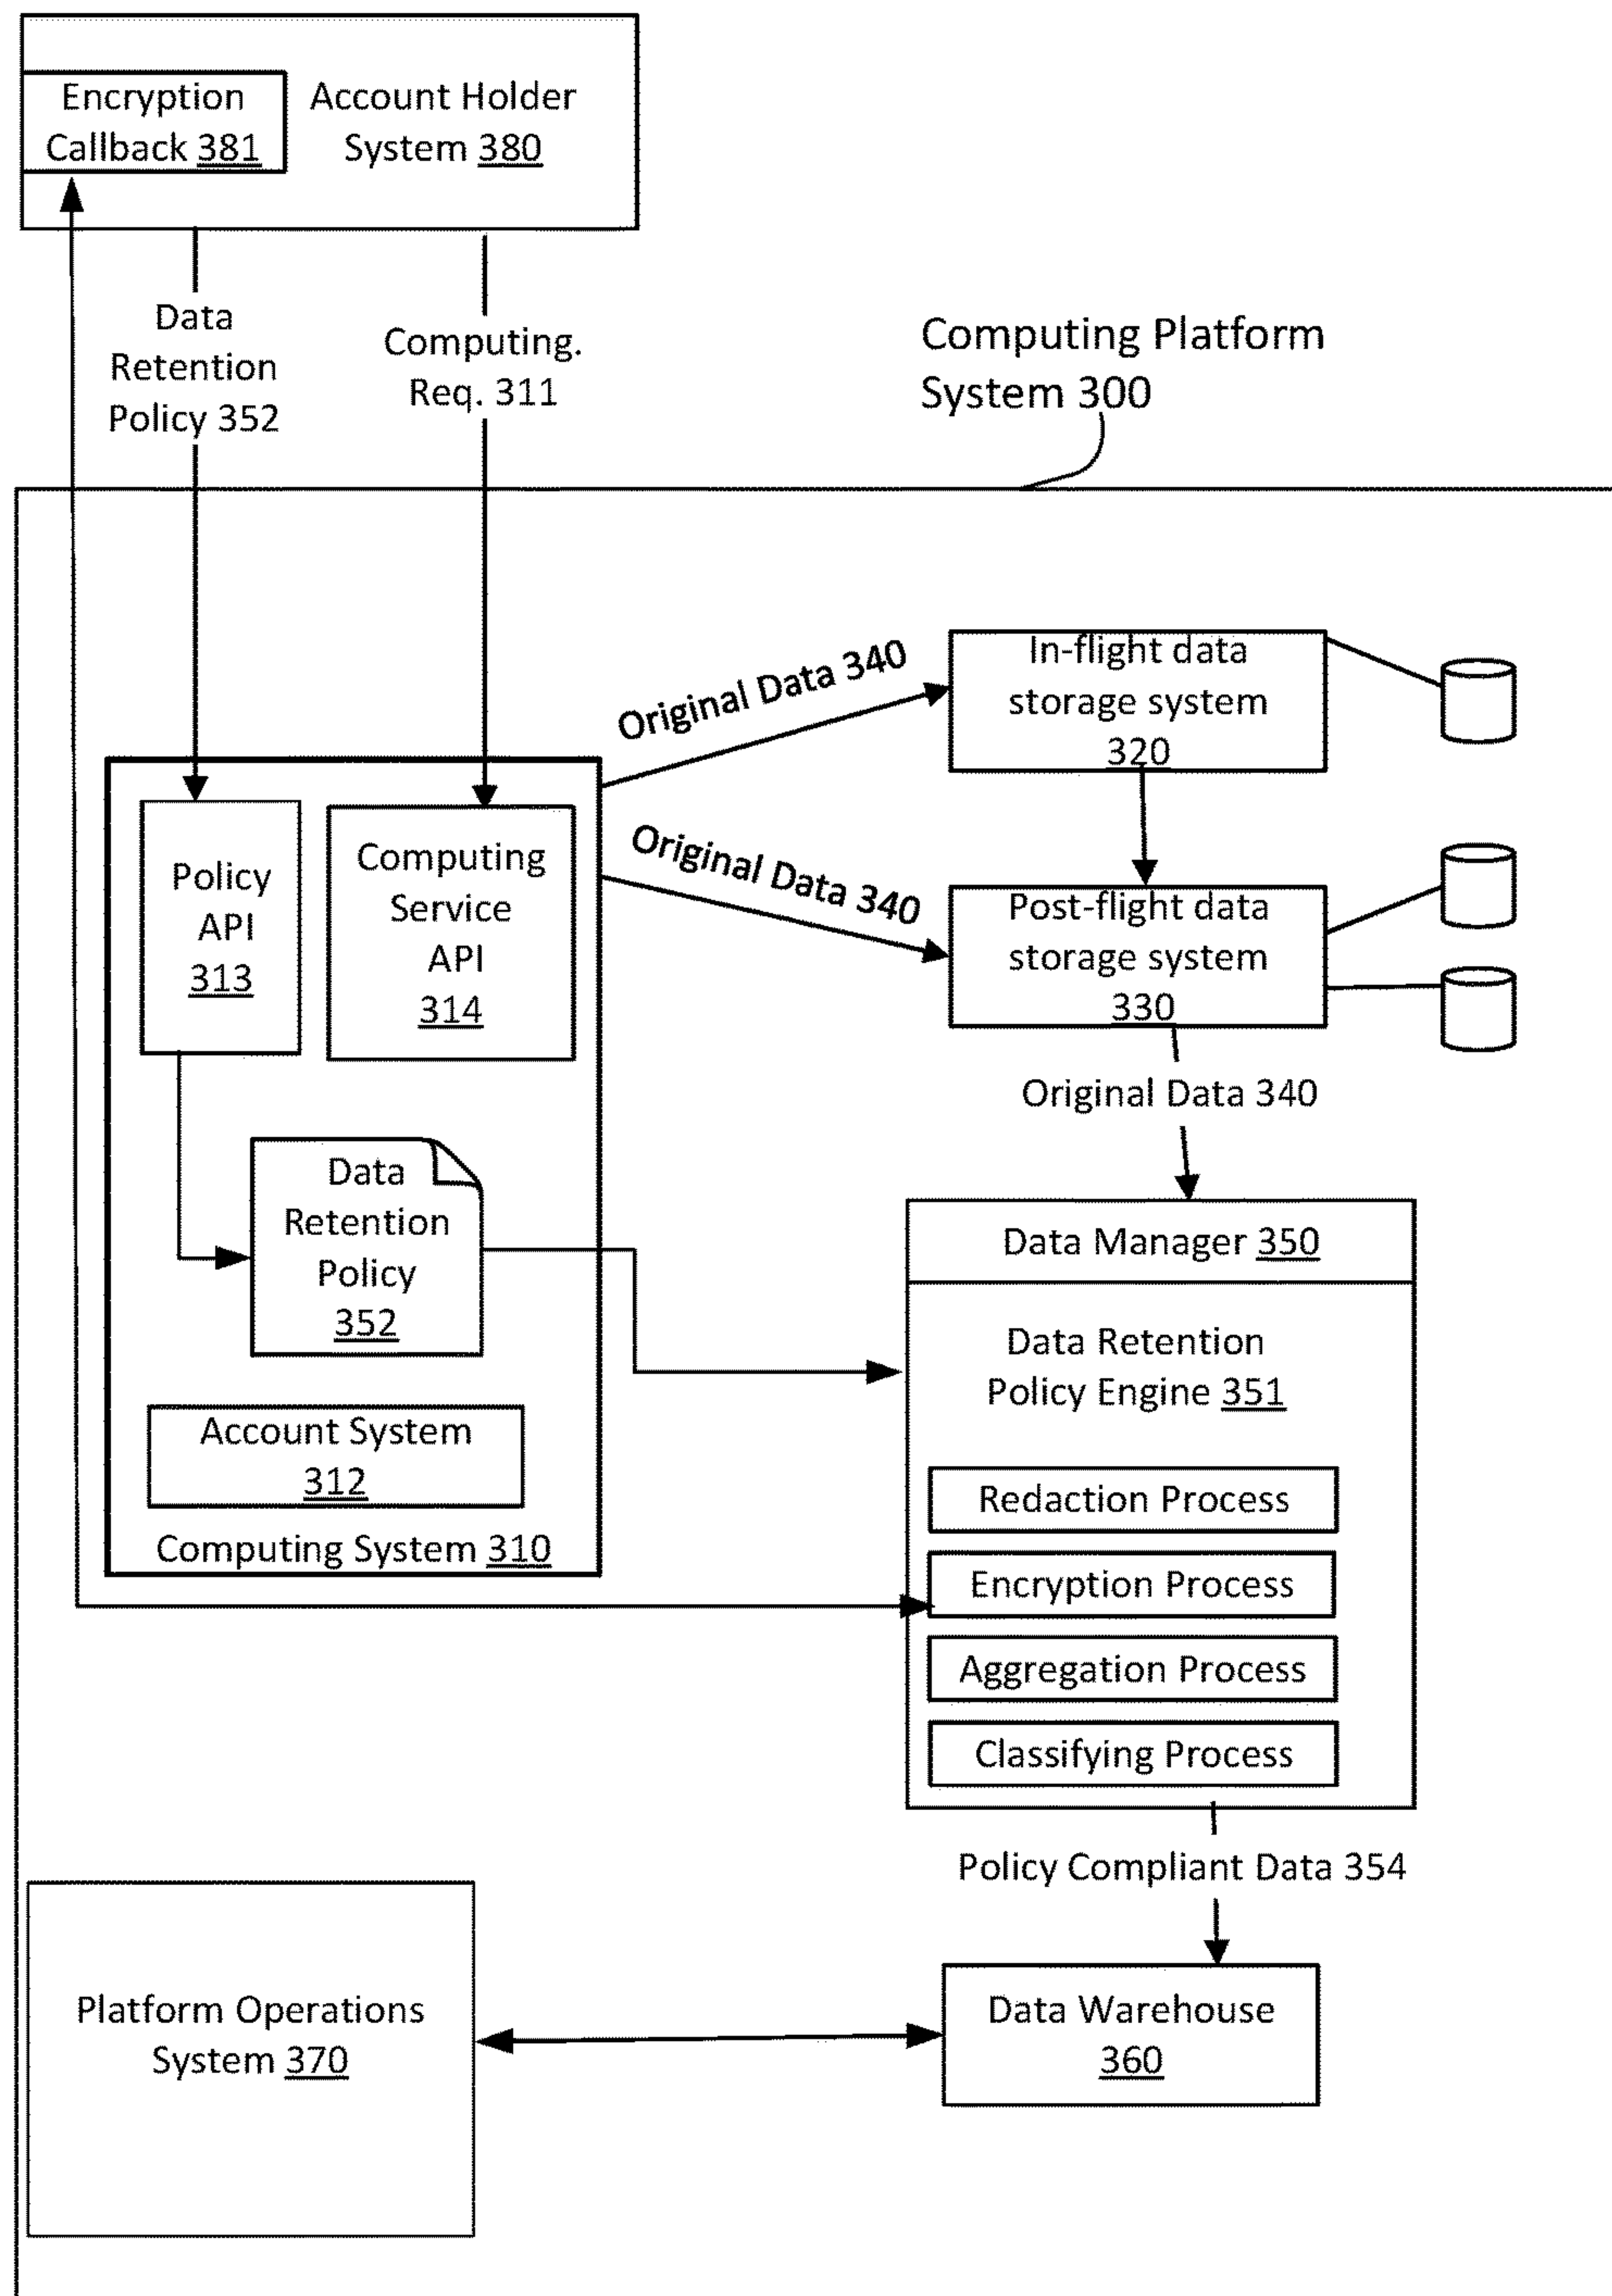 Encryption
Callback 381
Account Holder
System 380
Data
Retention
Policy 352
Computing.
Req. 311
Computing Platform
System 300
Original Data 340
In-flight data
storage system
320
Original Data 340
Post-flight data
storage system
330
Policy
API
313
Computing
Service
API
314
Original Data 340
Data
Retention
Policy
352
Account System
312
Computing System 310
Data Manager 350
Data Retention
Policy Engine 351
Redaction Process
Encryption Process
Aggregation Process
Classifying Process
Policy Compliant Data 354
Platform Operations
System 370
Data Warehouse
360